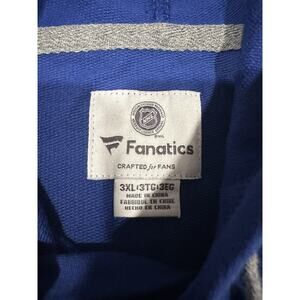 NHL
Fanatics
CRAFTED for FANS
3XL•3TG•3EG
MADE IN CHINA
FABRIQUÉ EN CHINE
HECHO EN CHINA